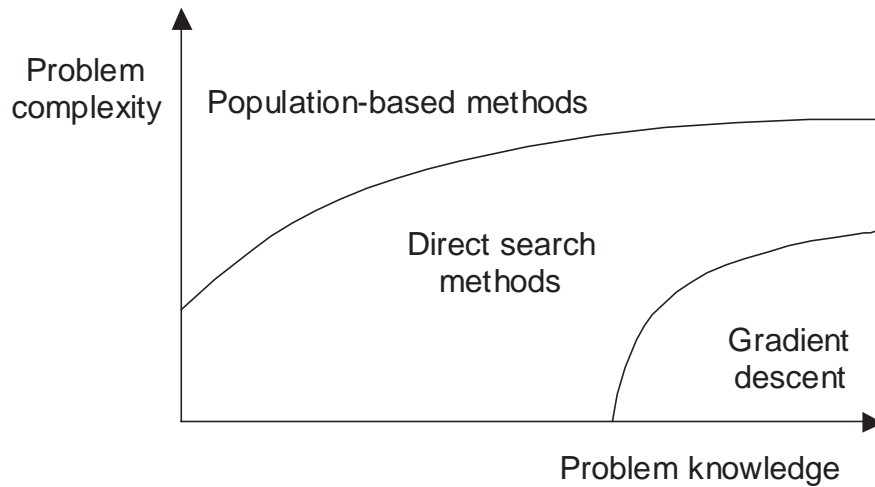 Problem
complexity
Population-based methods
Direct search
methods
Gradient
descent
Problem knowledge